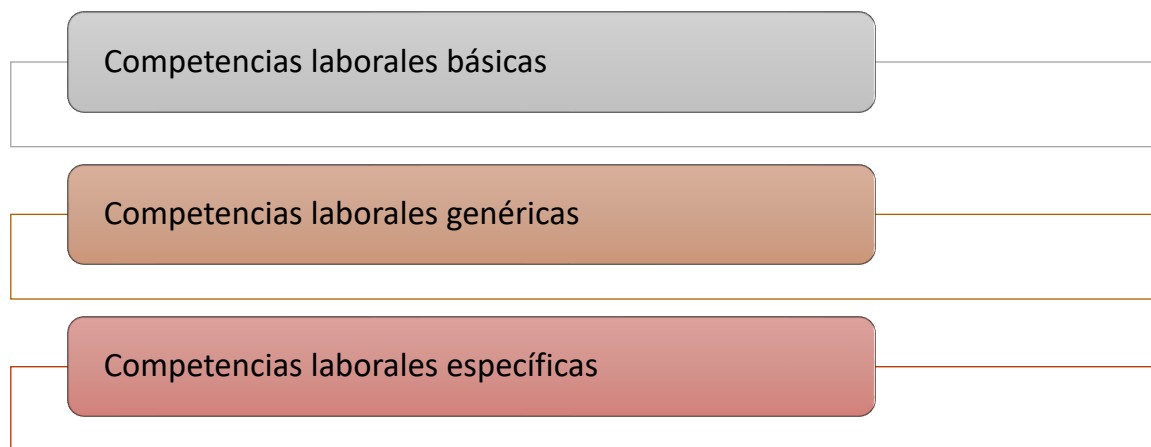 Competencias laborales básicas
Competencias laborales genéricas
Competencias laborales específicas